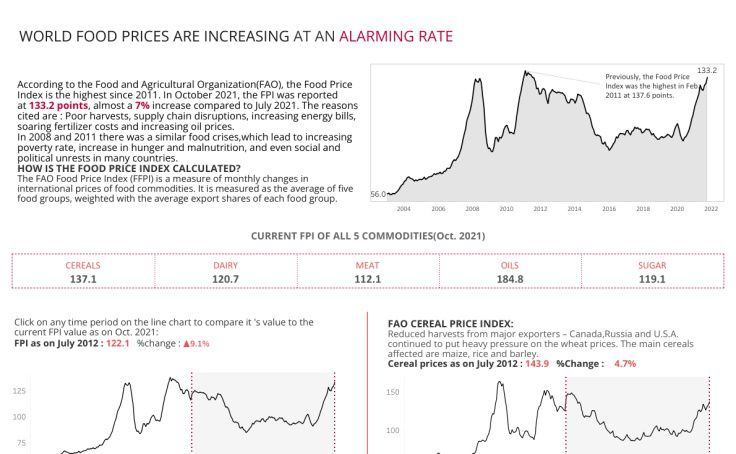 WORLD FOOD PRICES ARE INCREASING AT AN ALARMING RATE
According to the Food and Agricultural Organization(FAO), the Food Price
Index is the highest since 2011. In October 2021, the FPI was reported
at 133.2 points, almost a 7% increase compared to July 2021. The reasons
cited are : Poor harvests, supply chain disruptions, increasing energy bills,
soaring fertilizer costs and increasing oil prices.
In 2008 and 2011 there was a similar food crises,which lead to increasing
poverty rate, increase in hunger and malnutrition, and even social and
political unrests in many countries.
HOW IS THE FOOD PRICE INDEX CALCULATED?
The FAO Food Price Index (FFPI) is a measure of monthly changes in
international prices of food commodities. It is measured as the average of five
food groups, weighted with the average export shares of each food group.
133.2
Previously, the Food Price
Index was the highest in Feb
2011 at 137.6 points.
56.0
2004 2006 2008 2010 2012 2014 2016 2018 2020 2022
CURRENT FPI OF ALL 5 COMMODITIES(Oct. 2021)
CEREALS DAIRY MEAT OILS SUGAR
137.1 120.7 112.1 184.8 119.1
Click on any time period on the line chart to compare it 's value to the
current FPI value as on Oct. 2021:
FPI as on July 2012 : 122.1 %change : ▲9.1%
125
100
75
FAO CEREAL PRICE INDEX:
Reduced harvests from major exporters – Canada,Russia and U.S.A.
continued to put heavy pressure on the wheat prices. The main cereals
affected are maize, rice and barley.
Cereal prices as on July 2012 : 143.9 %Change : 4.7%
150
100